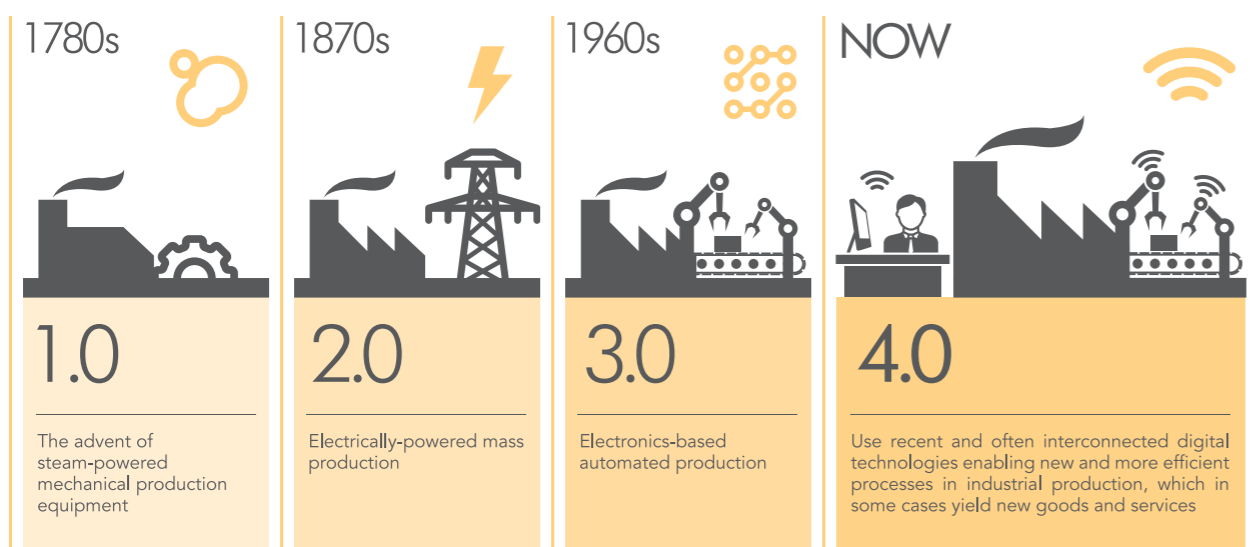 1780s
1.0
The advent of
steam-powered
mechanical production
equipment
1870s
2.0
Electrically-powered mass
production
1960s
3.0
Electronics-based
automated production
NOW
4.0
Use recent and often interconnected digital
technologies enabling new and more efficient
processes in industrial production, which in
some cases yield new goods and services